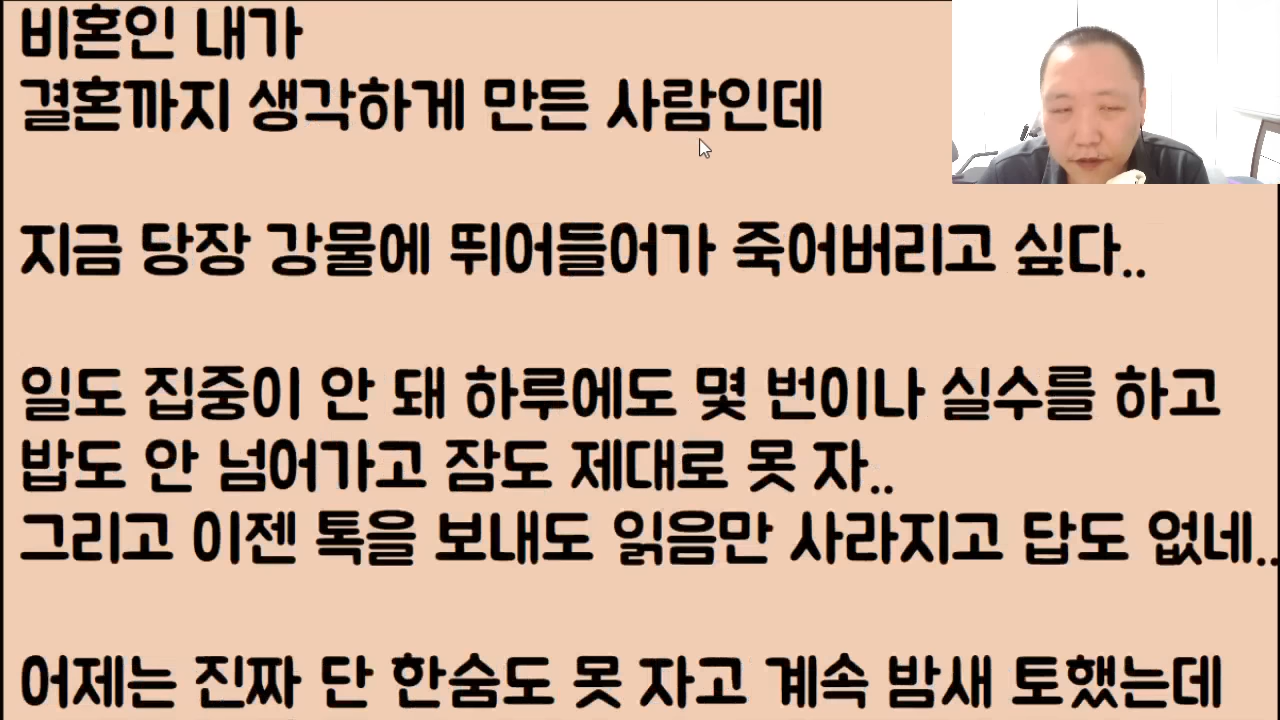 비혼인 내가
결혼까지 생각하게 만든 사람인데
지금 당장 강물에 뛰어들어가 죽어버리고 싶다..
일도 집중이 안 돼 하루에도 몇 번이나 실수를 하고
밥도 안 넘어가고 잠도 제대로 못 자..
그리고 이젠 톡을 보내도 읽음만 사라지고 답도 없네..
어제는 진짜 단 한숨도 못 자고 계속 밤새 토했는데